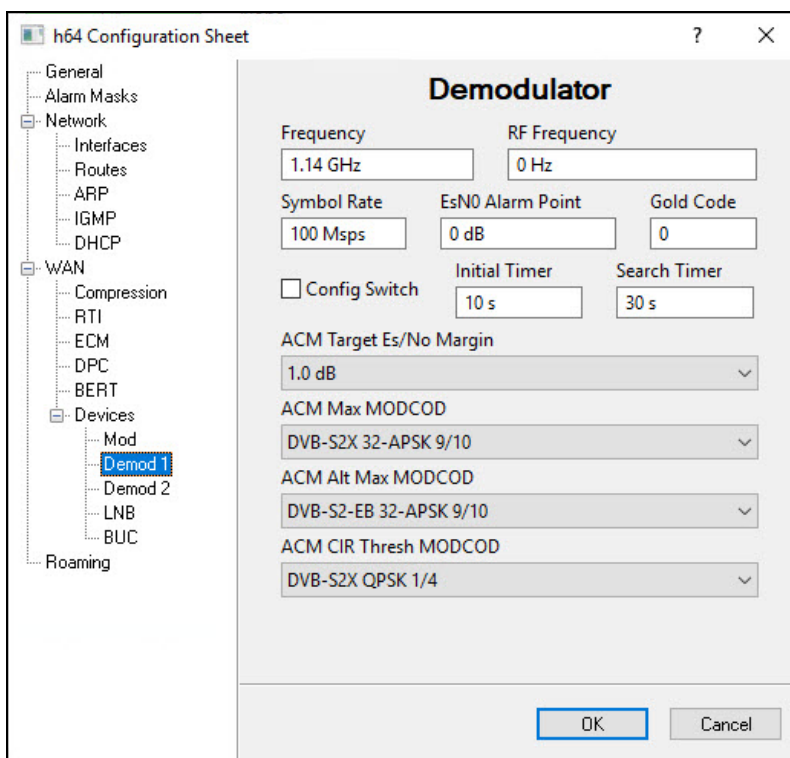 h64 Configuration Sheet
General
Alarm Masks
Network
Interfaces
Routes
ARP
IGMP
DHCP
WAN
Compression
RTI
ECM
DPC
BERT
Devices
Mod
Demod 1
Demod 2
LNB
BUC
Roaming
Demodulator
Frequency RF Frequency
1.14 GHz 0 Hz
Symbol Rate EsN0 Alarm Point Gold Code
100 Msps 0 dB 0
Config Switch Initial Timer Search Timer
10 s 30 s
ACM Target Es/No Margin
1.0 dB
ACM Max MODCOD
DVB-S2X 32-APSK 9/10
ACM Alt Max MODCOD
DVB-S2-EB 32-APSK 9/10
ACM CIR Thresh MODCOD
DVB-S2X QPSK 1/4
OK Cancel